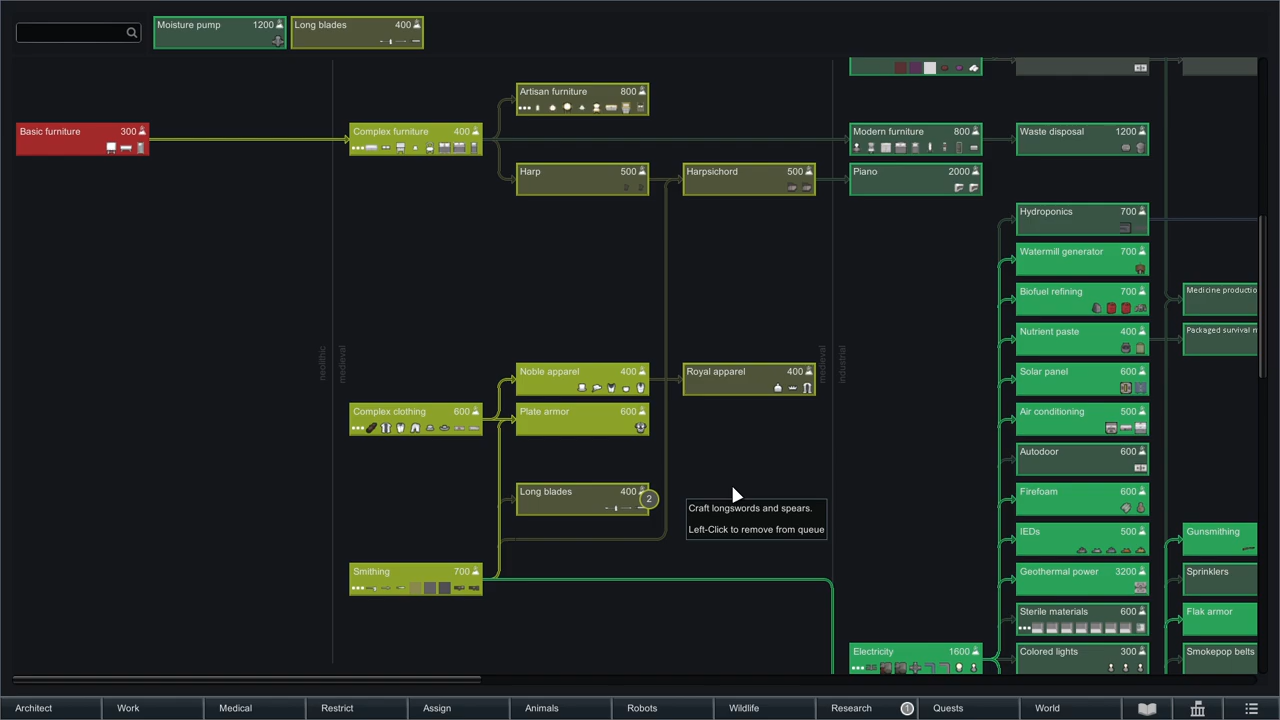 Moisture pump 1200
Long blades 400
Basic furniture 300
neolithic
medieval
Complex furniture 400
Artisan furniture 800
Harp 500
Harpsichord 500
Modern furniture 800
Piano 2000
Waste disposal 1200
Hydroponics 700
Watermill generator 700
Biofuel refining 700
Medicine productio
Nutrient paste 400
Packaged survival m
medieval
industrial
Noble apparel 400
Royal apparel 400
Solar panel 600
Complex clothing 600
Plate armor 600
Air conditioning 500
Autodoor 600
Long blades 400
2
Craft longswords and spears.
Left-Click to remove from queue
Firefoam 600
IEDs 500
Gunsmithing
Smithing 700
Geothermal power 3200
Sprinklers
Sterile materials 600
Flak armor
Electricity 1600
Colored lights 300
Smokepop belts
Architect
Work
Medical
Restrict
Assign
Animals
Robots
Wildlife
Research
1
Quests
World